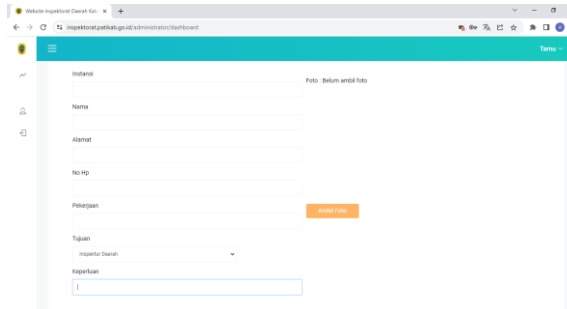 Website Inspektorat Daerah Kab
inspektorat.patikab.go.id/administrator/dashboard
Tamu
Instansi
Foto : Belum ambil foto
Nama
Alamat
No Hp
Pekerjaan
Ambil Foto
Tujuan
Inspektur Daerah
Keperluan